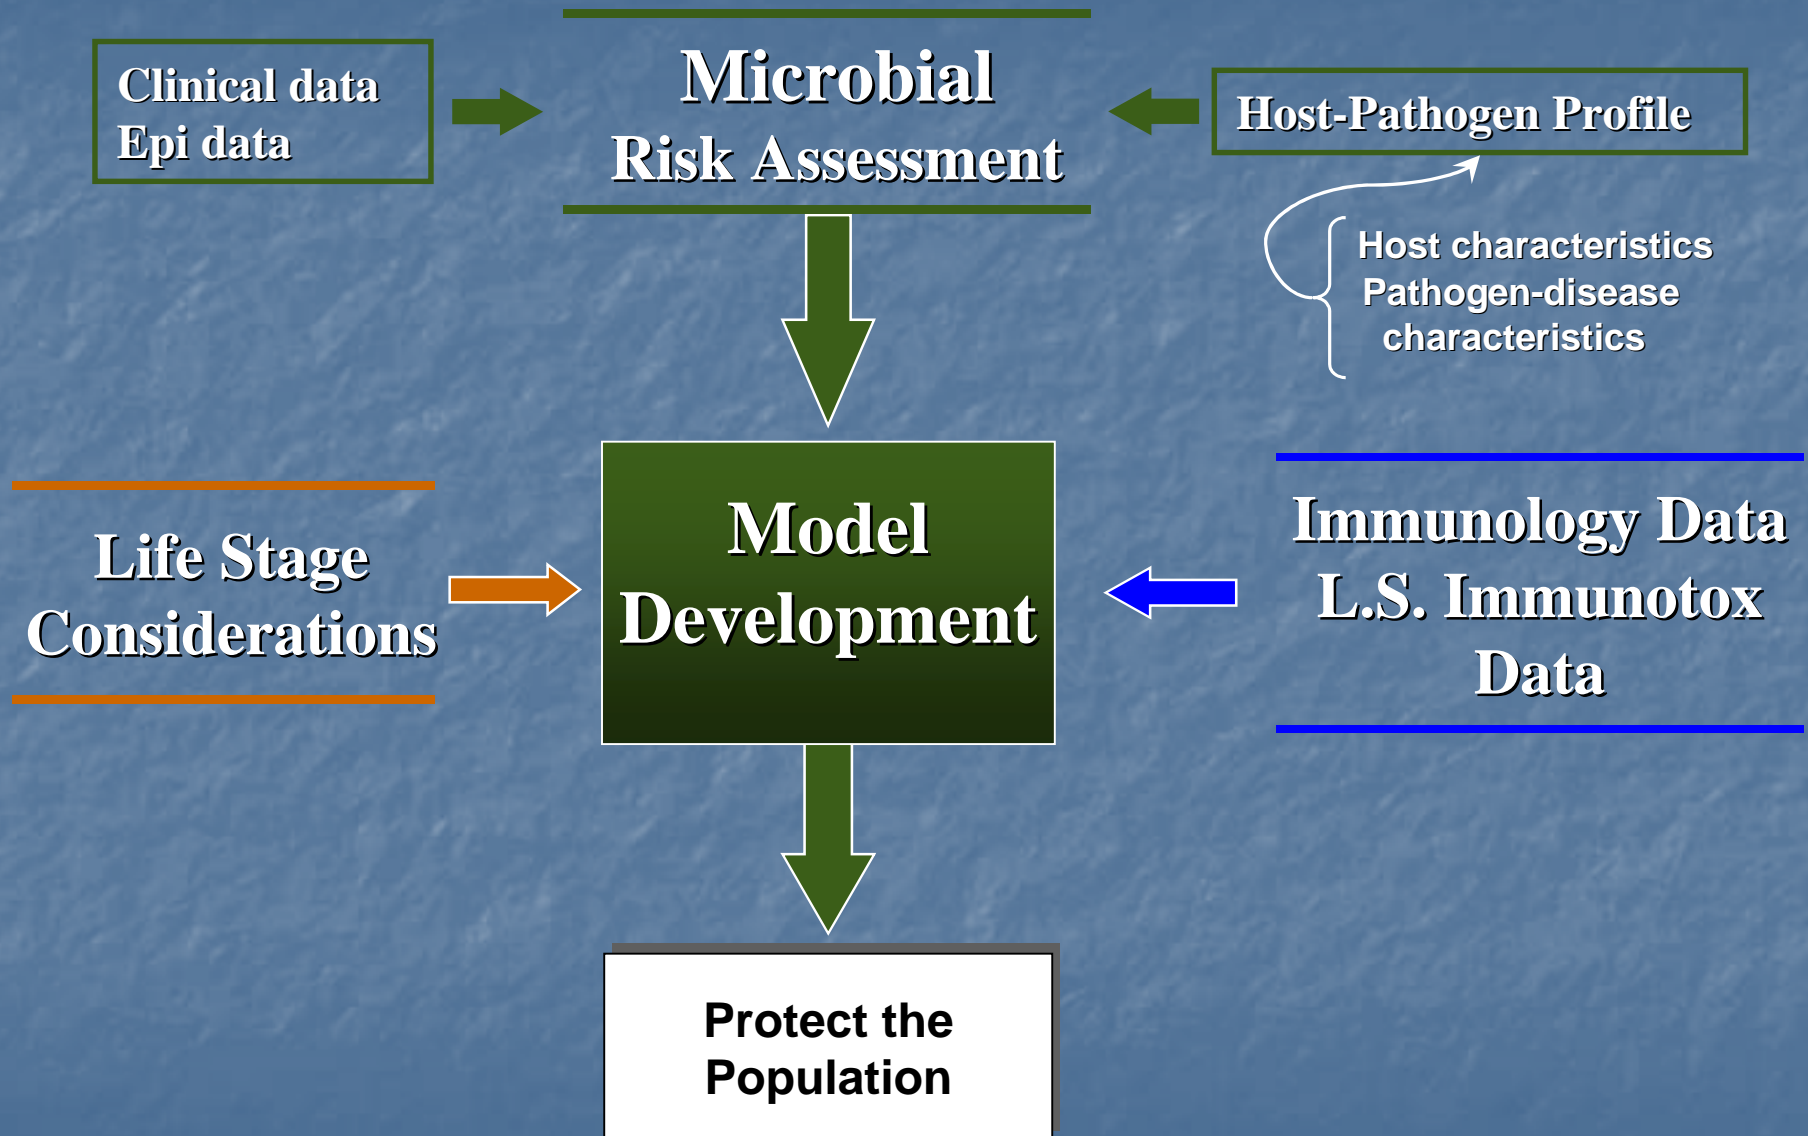 Clinical data
Epi data
Microbial
Risk Assessment
Host-Pathogen Profile
Host characteristics
Pathogen-disease
characteristics
Life Stage
Considerations
Model
Development
Immunology Data
L.S. Immunotox
Data
Protect the
Population